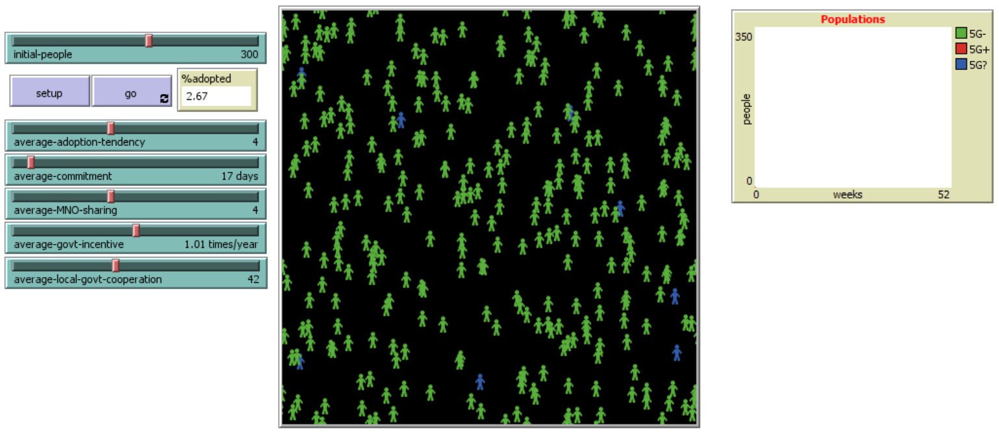 initial-people 300
setup
go
%adopted
2.67
average-adoption-tendency 4
average-commitment 17 days
average-MNO-sharing 4
average-govt-incentive 1.01 times/year
average-local-govt-cooperation 42
Populations
350
people
0
0 weeks 52
5G-
5G+
5G?